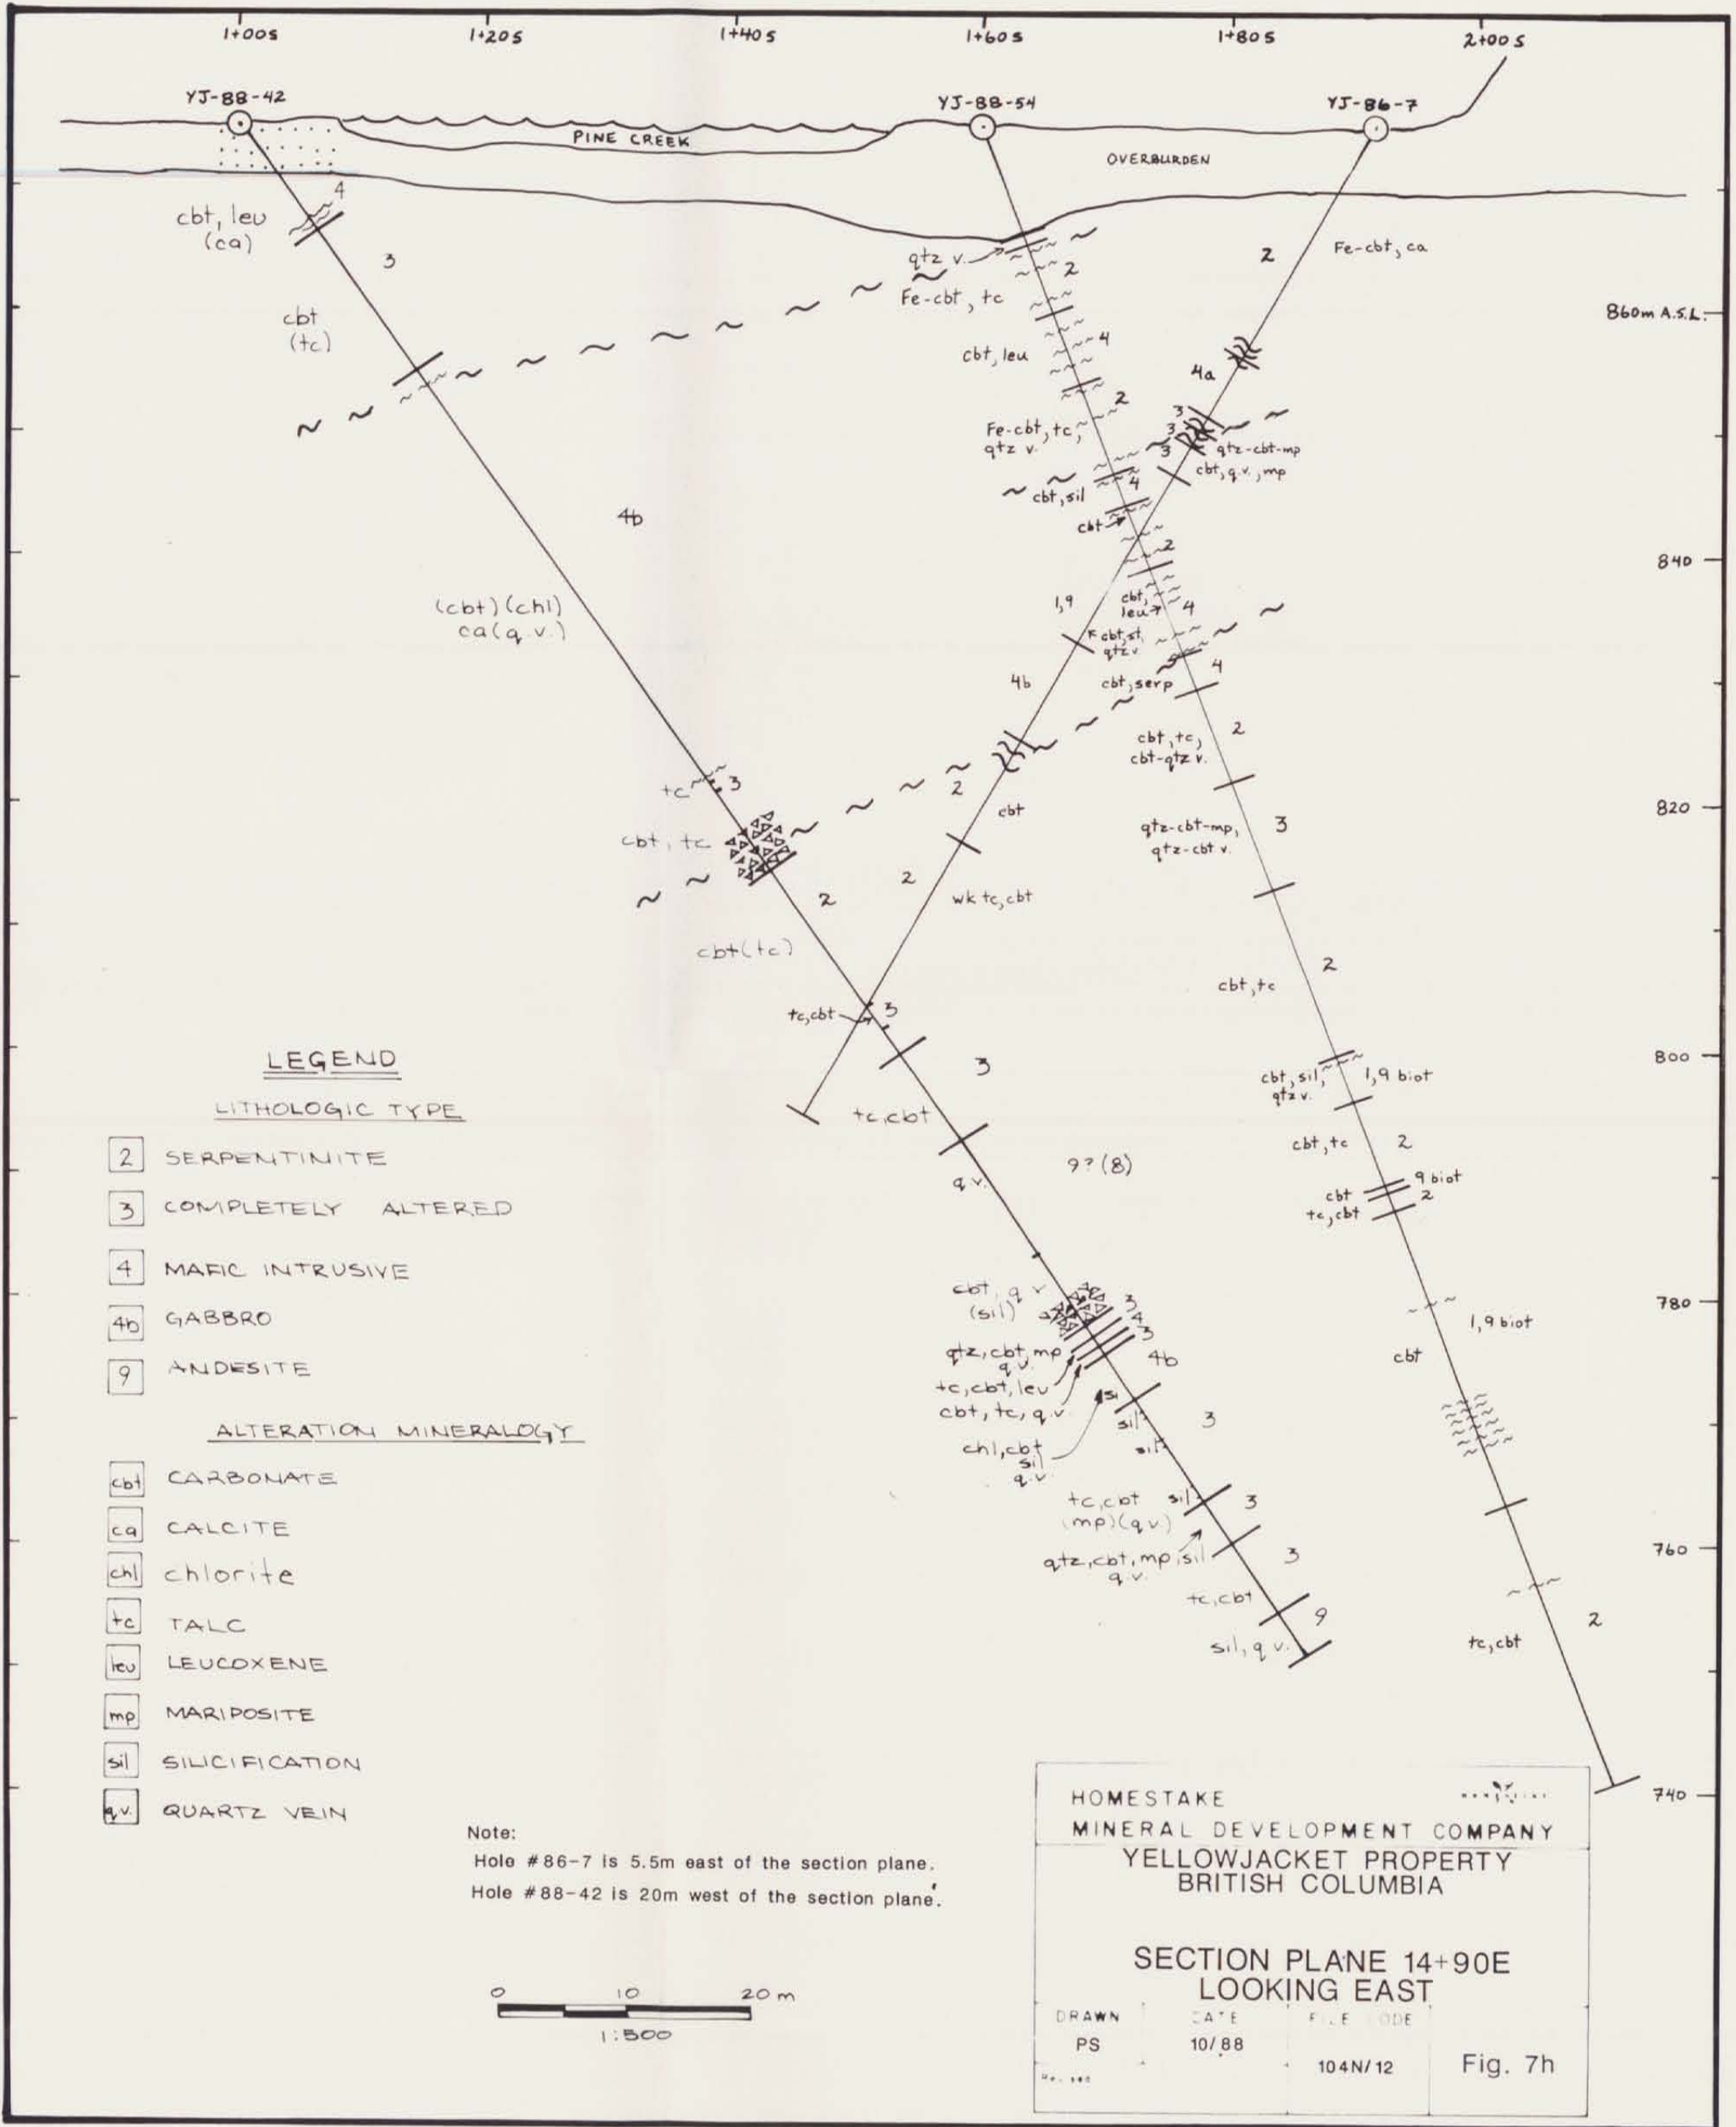 1+00S 1+20S 1+40S 1+60S 1+80S 2+00S
YJ-88-42 YJ-88-54 YJ-86-7
PINE CREEK
OVERBURDEN
4
cbt, leu
(ca)
3
cbt
(tc)
4b
(cbt)(chl)
ca(q.v.)
tc 3
cbt, tc
2
cbt(tc)
tc,cbt 3
3
tc,cbt
9?(8)
q.v.
cbt, q v
(sil)
3
4
3
qtz, cbt, mp
q.v.
4b
tc,cbt, leu
cbt, tc, q.v.
chl,cbt
sil
q.v.
sil
sil
3
tc,cbt
(mp)(q.v)
sil
3
qtz,cbt,mp,sil
q.v.
3
tc,cbt
9
sil, q v.
qtz v.
2
Fe-cbt, tc
cbt, leu
4
2
Fe-cbt, tc,
qtz v.
cbt, sil
4
cbt
2
cbt,
leu
4
cbt, serp
4
cbt, tc,
cbt-qtz v.
2
qtz-cbt-mp,
qtz-cbt v.
3
cbt, tc
2
cbt, sil,
qtz v.
1,9 biot
cbt, tc
2
cbt
9 biot
tc, cbt
2
1,9 biot
cbt
tc, cbt
2
2
Fe-cbt, ca
4a
3
3
3
qtz-cbt-mp
cbt, q.v., mp
1,9
cbt, st,
qtz v
4b
2
cbt
2
wk tc, cbt
860m A.S.L.
840
820
800
780
760
740
LEGEND
LITHOLOGIC TYPE
2 SERPENTINITE
3 COMPLETELY ALTERED
4 MAFIC INTRUSIVE
4b GABBRO
9 ANDESITE
ALTERATION MINERALOGY
cbt CARBONATE
ca CALCITE
chl chlorite
tc TALC
leu LEUCOXENE
mp MARIPOSITE
sil SILICIFICATION
q.v. QUARTZ VEIN
Note:
Hole #86-7 is 5.5m east of the section plane.
Hole #88-42 is 20m west of the section plane.
0 10 20 m
1:500
HOMESTAKE
MINERAL DEVELOPMENT COMPANY
YELLOWJACKET PROPERTY
BRITISH COLUMBIA
SECTION PLANE 14+90E
LOOKING EAST
DRAWN
PS 10/88
104N/12
Fig. 7h